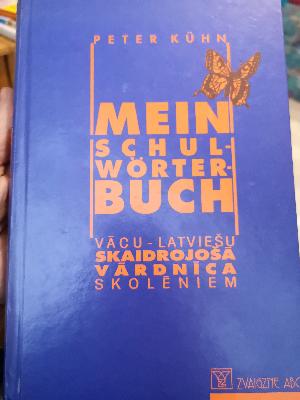 PETER KÜHN
MEIN
SCHUL-
WÖRTER-
BUCH
VĀCU - LATVIEŠU
SKAIDROJOŠĀ
VĀRDNĪCA
SKOLĒNIEM
ZVAIGZNE ABC